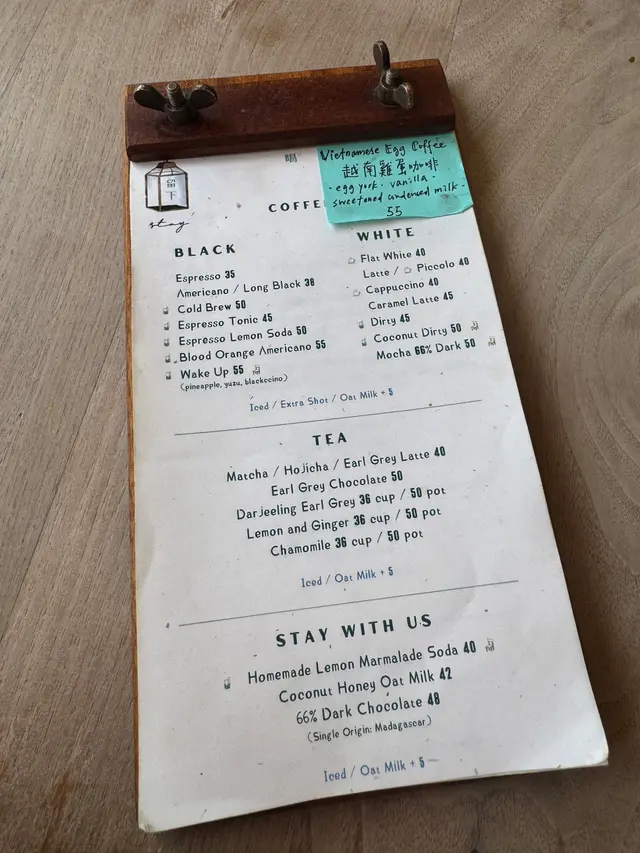 Vietnamese Egg Coffee
越南雞蛋咖啡
- egg york. vanilla.
sweetened condensed milk -
55
喝
留下
stay
COFFE
BLACK
Espresso 35
Americano / Long Black 38
Cold Brew 50
Espresso Tonic 45
Espresso Lemon Soda 50
Blood Orange Americano 55
Wake Up 55
(pineapple, yuzu, blackccino)
WHITE
Flat White 40
Latte / Piccolo 40
Cappuccino 40
Caramel Latte 45
Dirty 45
Coconut Dirty 50
Mocha 66% Dark 50
Iced / Extra Shot / Oat Milk + 5
TEA
Matcha / Hojicha / Earl Grey Latte 40
Earl Grey Chocolate 50
Darjeeling Earl Grey 36 cup / 50 pot
Lemon and Ginger 36 cup / 50 pot
Chamomile 36 cup / 50 pot
Iced / Oat Milk + 5
STAY WITH US
Homemade Lemon Marmalade Soda 40
Coconut Honey Oat Milk 42
66% Dark Chocolate 48
(Single Origin: Madagascar)
Iced / Oat Milk + 5